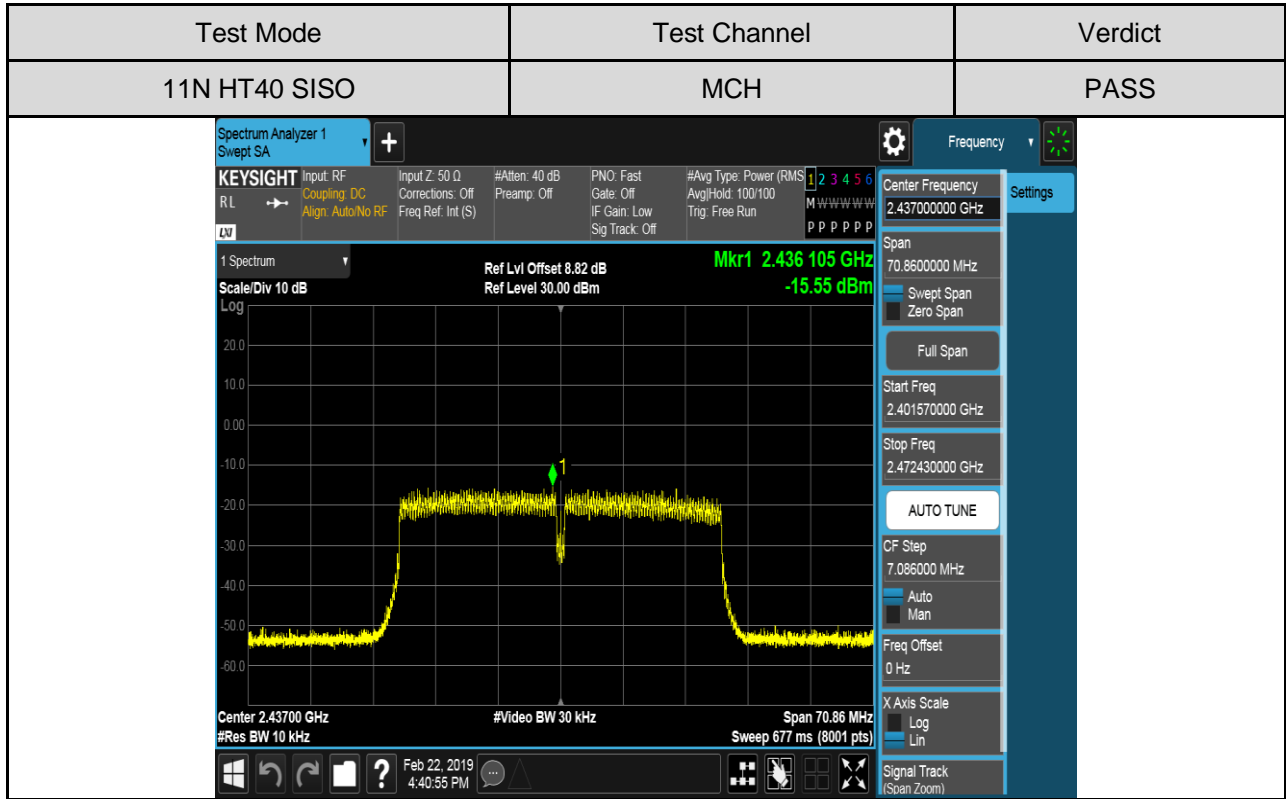 Test Mode Test Channel Verdict
11N HT40 SISO MCH PASS
Spectrum Analyzer 1
Swept SA
+
Frequency
KEYSIGHT Input: RF Input Z: 50 Ω #Atten: 40 dB PNO: Fast #Avg Type: Power (RMS 1 2 3 4 5 6
RL Coupling: DC Corrections: Off Preamp: Off Gate: Off Avg|Hold: 100/100 M W W W W W
Align: Auto/No RF Freq Ref: Int (S) IF Gain: Low Trig: Free Run
LXI Sig Track: Off P P P P P P
1 Spectrum
Scale/Div 10 dB
Ref Lvl Offset 8.82 dB
Ref Level 30.00 dBm
Mkr1 2.436 105 GHz
-15.55 dBm
Log
20.0
10.0
0.00
-10.0
1
-20.0
-30.0
-40.0
-50.0
-60.0
Center 2.43700 GHz #Video BW 30 kHz Span 70.86 MHz
#Res BW 10 kHz Sweep 677 ms (8001 pts)
?
Feb 22, 2019
4:40:55 PM
...
Center Frequency
2.437000000 GHz
Settings
Span
70.8600000 MHz
Swept Span
Zero Span
Full Span
Start Freq
2.401570000 GHz
Stop Freq
2.472430000 GHz
AUTO TUNE
CF Step
7.086000 MHz
Auto
Man
Freq Offset
0 Hz
X Axis Scale
Log
Lin
Signal Track
(Span Zoom)